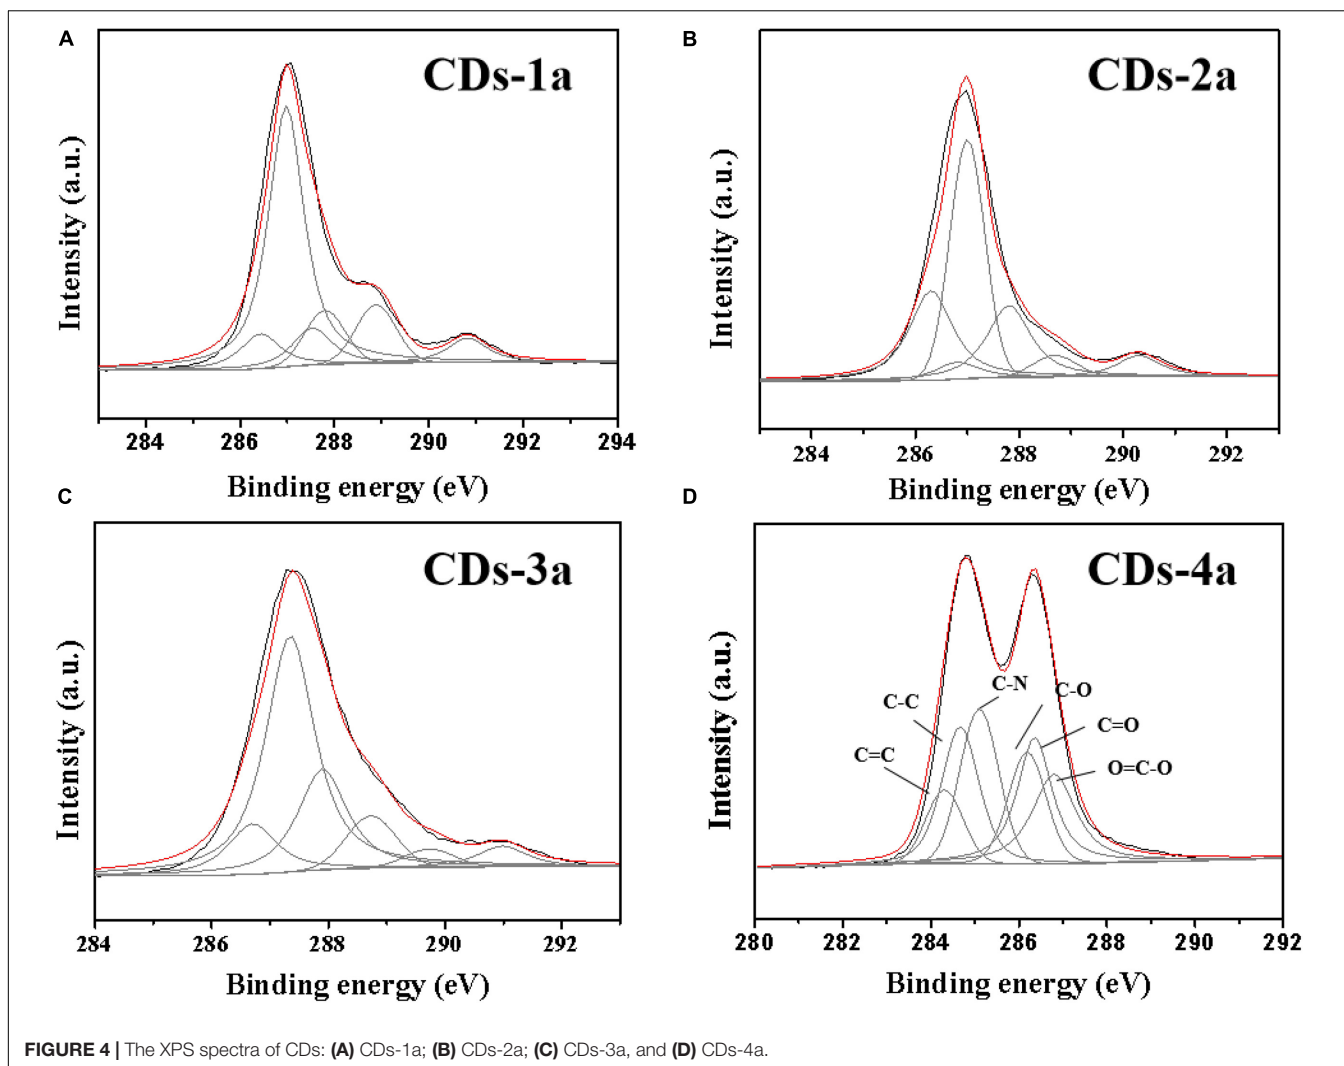 A
CDs-1a
Intensity (a.u.)
284 286 288 290 292 294
Binding energy (eV)
B
CDs-2a
Intensity (a.u.)
284 286 288 290 292
Binding energy (eV)
C
CDs-3a
Intensity (a.u.)
284 286 288 290 292
Binding energy (eV)
D
CDs-4a
Intensity (a.u.)
C=C
C-C
C-N
C-O
C=O
O=C-O
280 282 284 286 288 290 292
Binding energy (eV)
FIGURE 4 | The XPS spectra of CDs: (A) CDs-1a; (B) CDs-2a; (C) CDs-3a, and (D) CDs-4a.